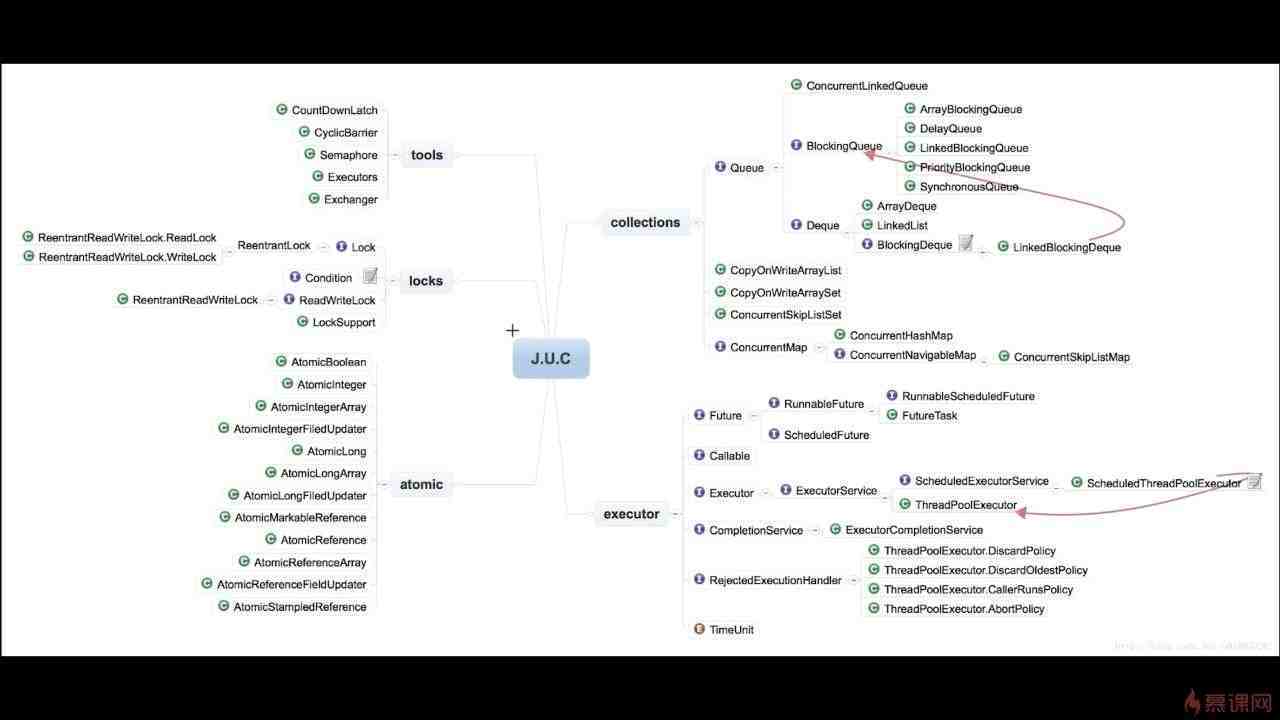 CountDownLatch
CyclicBarrier
Semaphore
Executors
Exchanger
tools
ReentrantReadWriteLock.ReadLock
ReentrantReadWriteLock.WriteLock
ReentrantLock
Lock
Condition
ReentrantReadWriteLock
ReadWriteLock
LockSupport
locks
AtomicBoolean
AtomicInteger
AtomicIntegerArray
AtomicIntegerFiledUpdater
AtomicLong
AtomicLongArray
AtomicLongFiledUpdater
AtomicMarkableReference
AtomicReference
AtomicReferenceArray
AtomicReferenceFieldUpdater
AtomicStampedReference
atomic
J.U.C
collections
Queue
ConcurrentLinkedQueue
BlockingQueue
ArrayBlockingQueue
DelayQueue
LinkedBlockingQueue
PriorityBlockingQueue
SynchronousQueue
Deque
ArrayDeque
LinkedList
BlockingDeque
LinkedBlockingDeque
CopyOnWriteArrayList
CopyOnWriteArraySet
ConcurrentSkipListSet
ConcurrentMap
ConcurrentHashMap
ConcurrentNavigableMap
ConcurrentSkipListMap
executor
Future
RunnableFuture
RunnableScheduledFuture
FutureTask
ScheduledFuture
Callable
Executor
ExecutorService
ScheduledExecutorService
ScheduledThreadPoolExecutor
ThreadPoolExecutor
CompletionService
ExecutorCompletionService
RejectedExecutionHandler
ThreadPoolExecutor.DiscardPolicy
ThreadPoolExecutor.DiscardOldestPolicy
ThreadPoolExecutor.CallerRunsPolicy
ThreadPoolExecutor.AbortPolicy
TimeUnit
慕课网